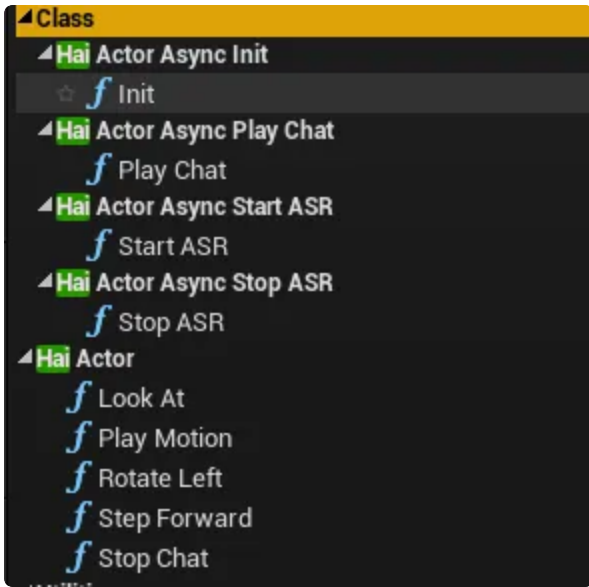 Class
Hai Actor Async Init
Init
Hai Actor Async Play Chat
Play Chat
Hai Actor Async Start ASR
Start ASR
Hai Actor Async Stop ASR
Stop ASR
Hai Actor
Look At
Play Motion
Rotate Left
Step Forward
Stop Chat